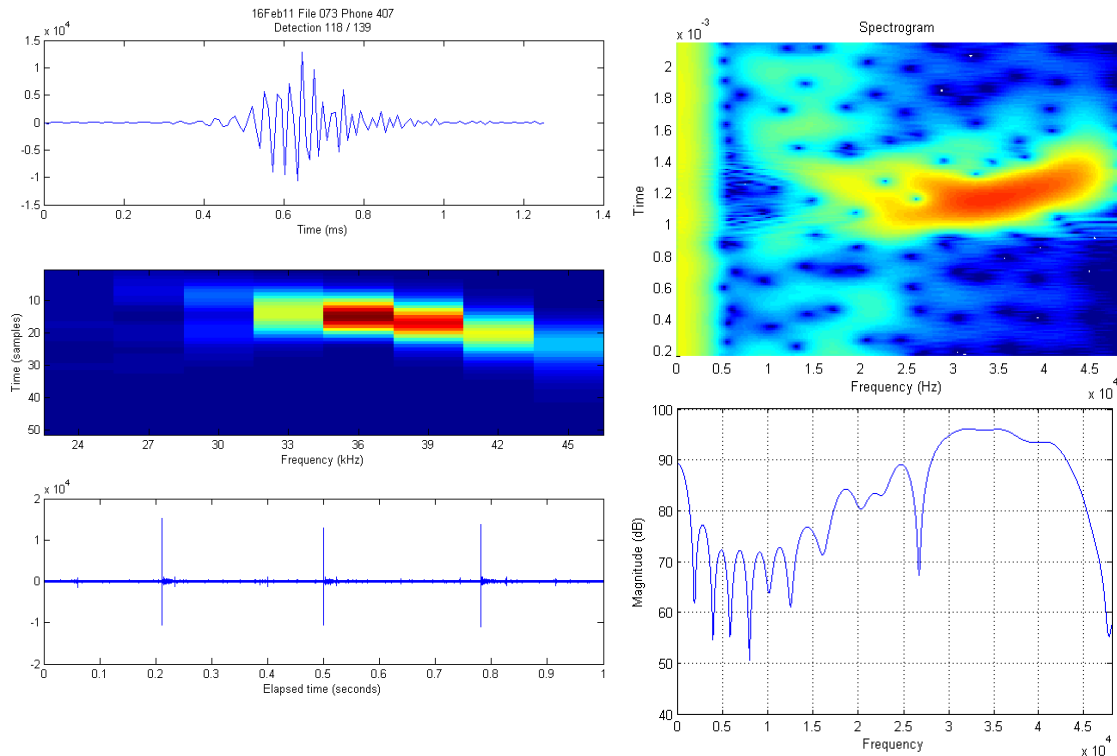 16Feb11 File 073 Phone 407
Detection 118 / 139
x 10^4
1.5
1
0.5
0
-0.5
-1
-1.5
0 0.2 0.4 0.6 0.8 1 1.2 1.4
Time (ms)
Time (samples)
10
20
30
40
50
24 27 30 33 36 39 42 45
Frequency (kHz)
x 10^4
2
1
0
-1
-2
0 0.1 0.2 0.3 0.4 0.5 0.6 0.7 0.8 0.9 1
Elapsed time (seconds)
Spectrogram
x 10^-3
2
1.8
1.6
1.4
1.2
1
0.8
0.6
0.4
0.2
Time
0 0.5 1 1.5 2 2.5 3 3.5 4 4.5
Frequency (Hz)
x 10^4
100
90
80
70
60
50
40
Magnitude (dB)
0 0.5 1 1.5 2 2.5 3 3.5 4 4.5
Frequency
x 10^4